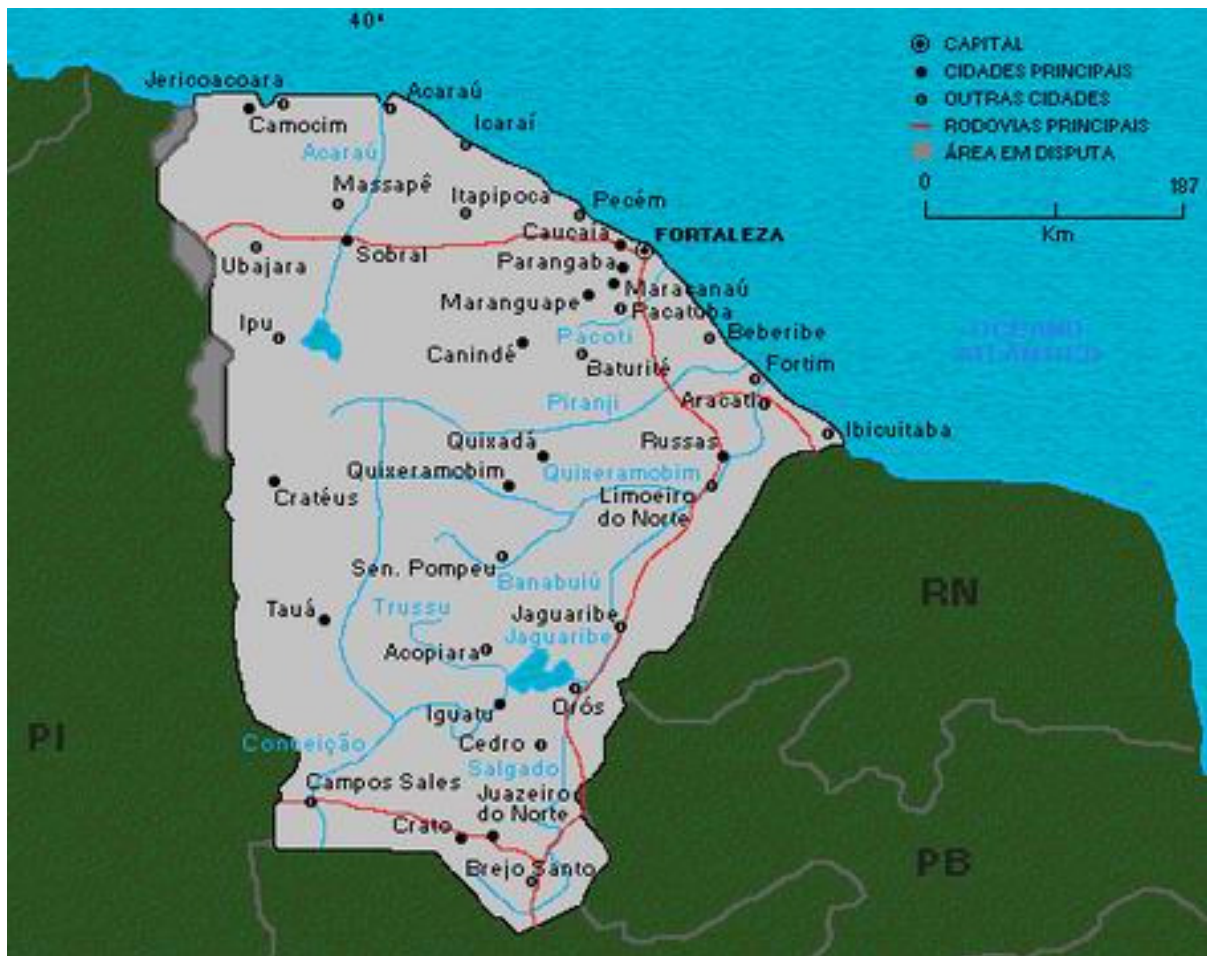 40°
CAPITAL
CIDADES PRINCIPAIS
OUTRAS CIDADES
RODOVIAS PRINCIPAIS
ÁREA EM DISPUTA
0 187
Km
Jericoacoara
Acaraú
Camocim
Icaraí
Acaraú
Massapê
Itapipoca
Pecém
Caucaia
FORTALEZA
Ubajara
Sobral
Parangaba
Maracanaú
Maranguape
Pacatuba
Ipu
Pacoti
Beberibe
OCEANO
ATLÂNTICO
Canindé
Baturité
Fortim
Piranji
Aracati
Ibicuitaba
Quixadá
Russas
Quixeramobim
Quixeramobim
Cratéus
Limoeiro
do Norte
Sen. Pompeu
Banabuiú
RN
Tauá
Trussu
Jaguaribe
Jaguaribe
Acopiara
Orós
Iguatu
PI
Conceição
Cedro
Salgado
Campos Sales
Juazeiro
do Norte
Crato
Brejo Santo
PB